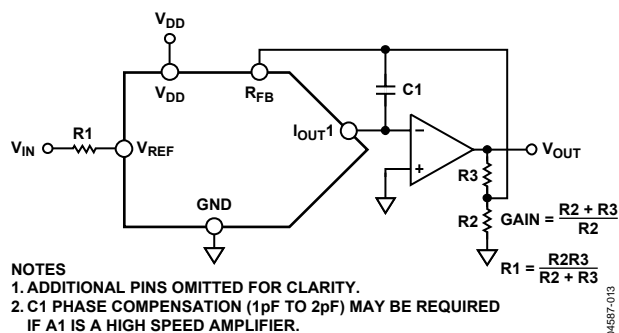 VDD
VDD
RFB
C1
IOUT1
VIN
R1
VREF
−
+
VOUT
R3
GND
R2
GAIN = R2 + R3
R2
R1 = R2R3
R2 + R3
NOTES
1. ADDITIONAL PINS OMITTED FOR CLARITY.
2. C1 PHASE COMPENSATION (1pF TO 2pF) MAY BE REQUIRED
IF A1 IS A HIGH SPEED AMPLIFIER.
04587-013